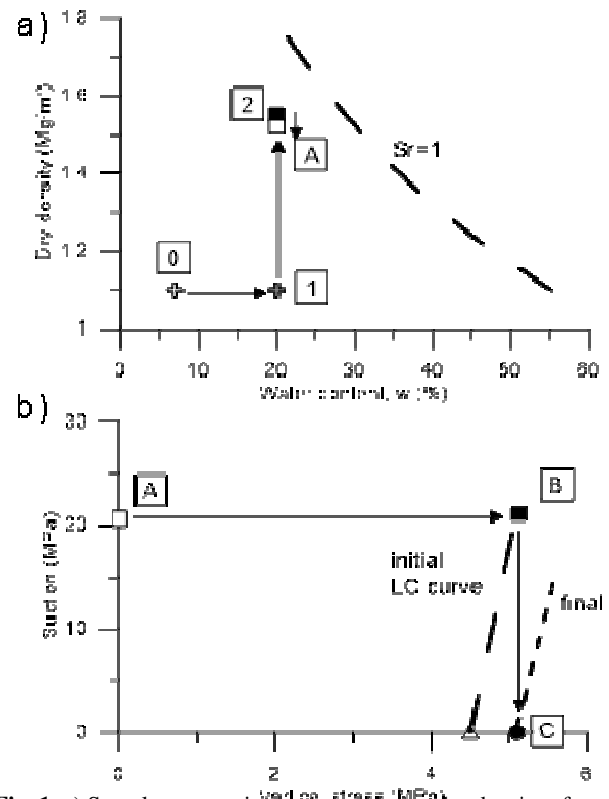 a)
1.8
1.6
1.4
1.2
1
Dry density (Mg/m³)
2
A
Sr=1
0
1
0 10 20 30 40 50 60
Water content, w (%)
b)
30
20
10
0
Suction (MPa)
A
B
initial
LC curve
final
C
0 2 4 6
Vertical stress (MPa)